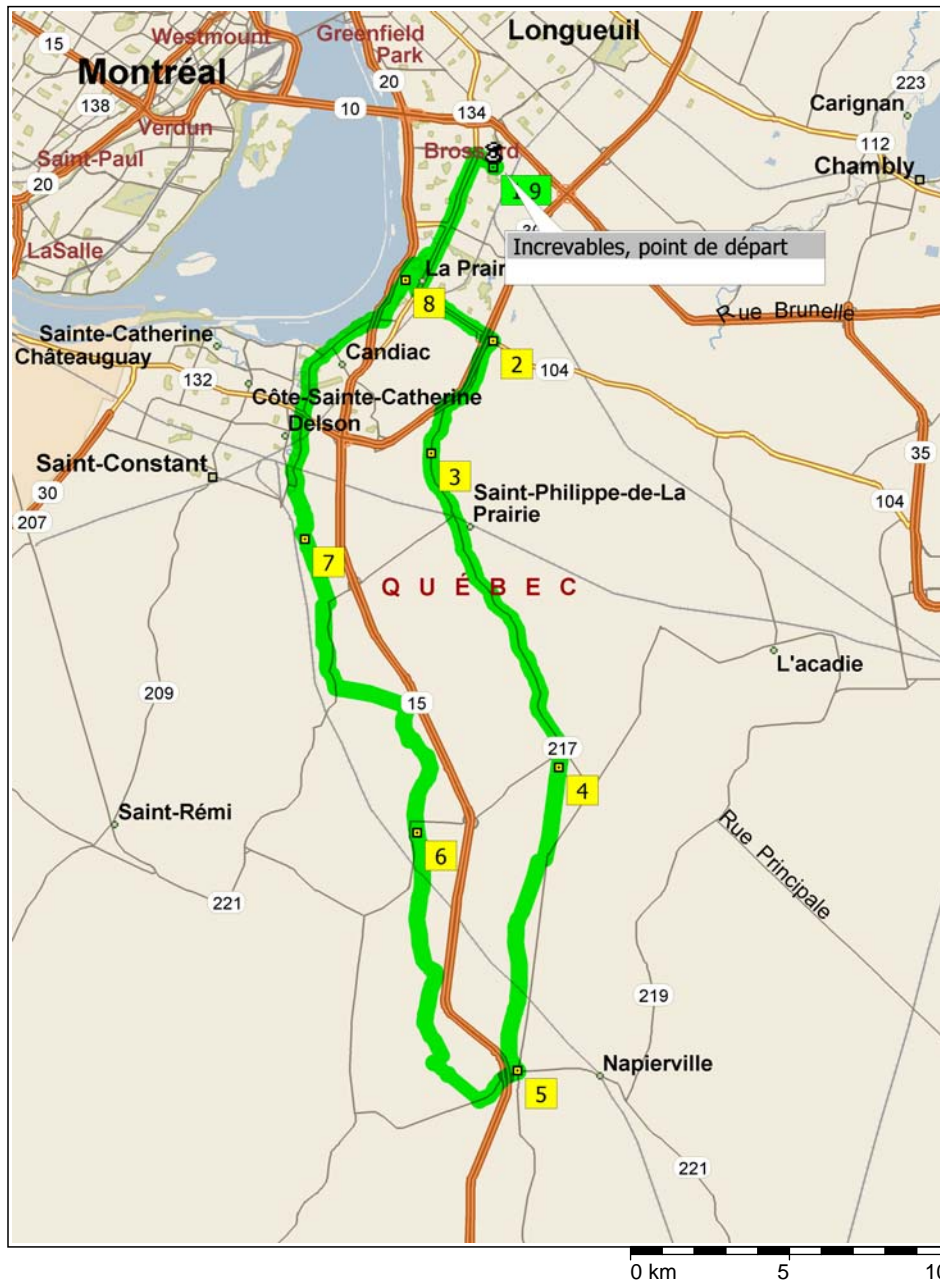 Longueuil
Greenfield
Park
Westmount
15
Montréal
20
223
Carignan
138
10
134
Verdun
112
Saint-Paul
Chambly
20
LaSalle
Increvables, point de départ
La Prair
8
Rue Brunelle
Sainte-Catherine
Châteauguay
Candiac
2
104
132
Côte-Sainte-Catherine
Delson
35
Saint-Constant
3
30
207
Saint-Philippe-de-La
Prairie
104
7
QUÉBEC
L'acadie
209
15
217
4
Saint-Rémi
6
Rue Principale
221
219
Napierville
5
221
0 km 5 10